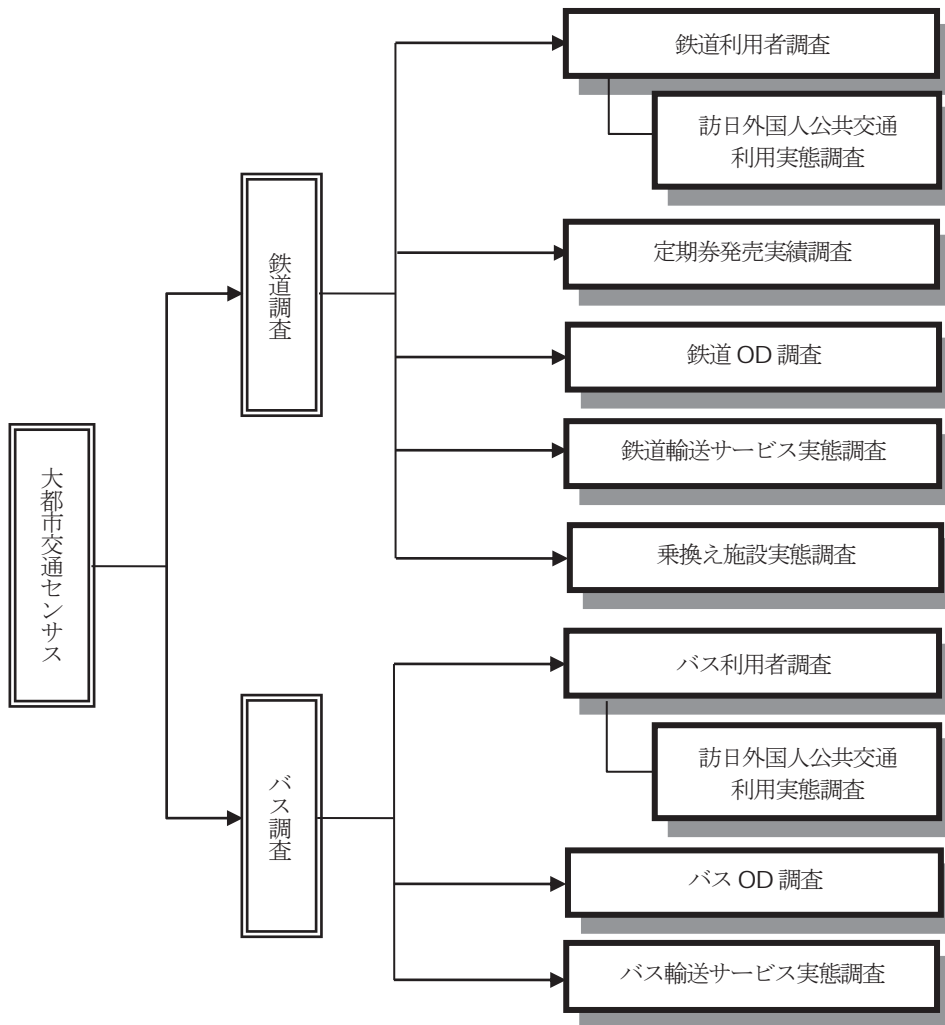 大都市交通センサス
鉄道調査
鉄道利用者調査
訪日外国人公共交通
利用実態調査
定期券発売実績調査
鉄道 OD 調査
鉄道輸送サービス実態調査
乗換え施設実態調査
バス調査
バス利用者調査
訪日外国人公共交通
利用実態調査
バス OD 調査
バス輸送サービス実態調査